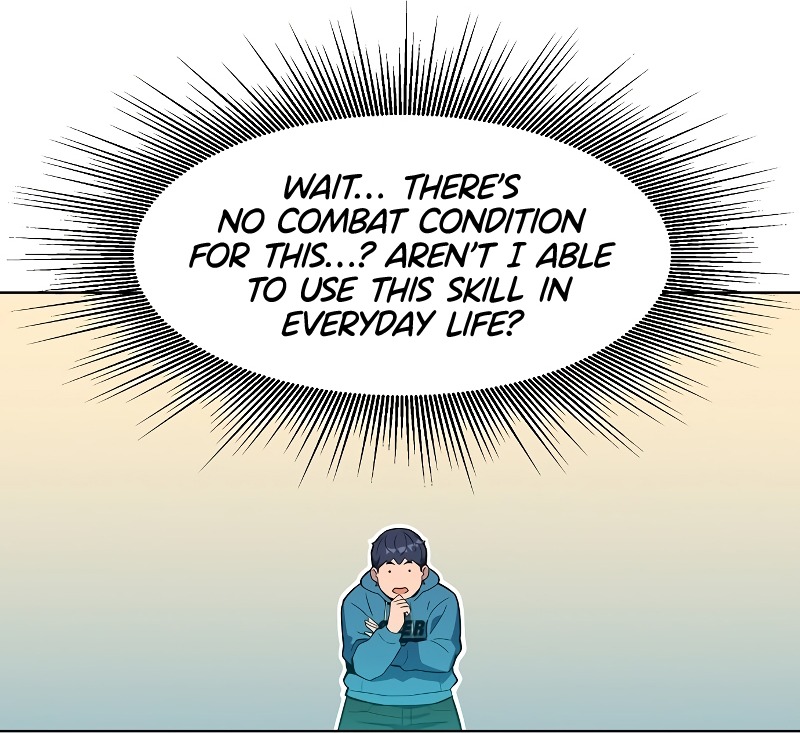 WAIT... THERE'S
NO COMBAT CONDITION
FOR THIS...? AREN'T I ABLE
TO USE THIS SKILL IN
EVERYDAY LIFE?